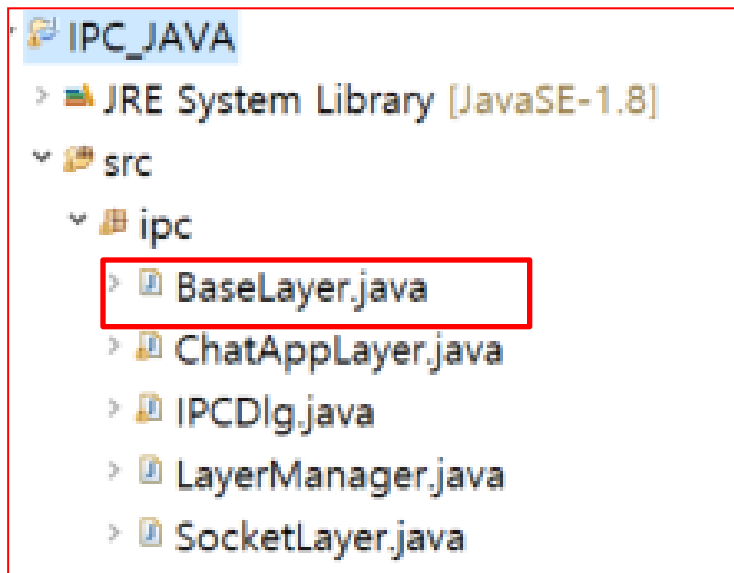 IPC_JAVA
JRE System Library [JavaSE-1.8]
src
ipc
BaseLayer.java
ChatAppLayer.java
IPCDlg.java
LayerManager.java
SocketLayer.java